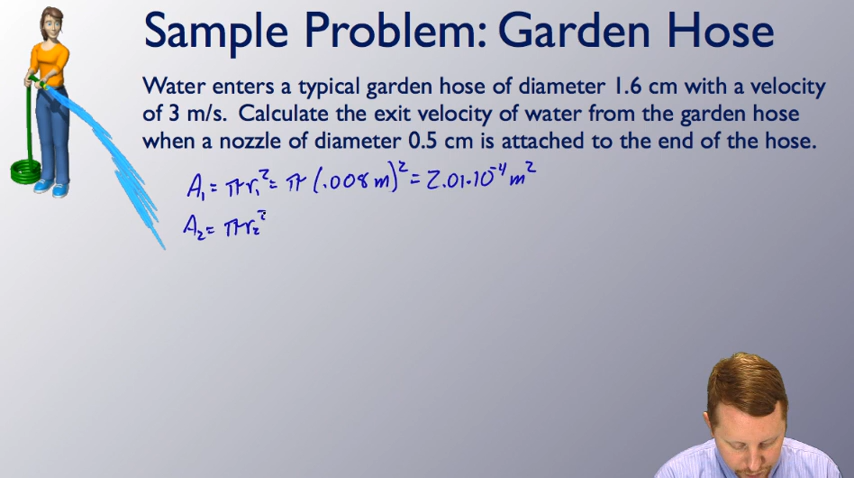 Sample Problem: Garden Hose
Water enters a typical garden hose of diameter 1.6 cm with a velocity
of 3 m/s. Calculate the exit velocity of water from the garden hose
when a nozzle of diameter 0.5 cm is attached to the end of the hose.
A₁ = πr₁² = π(.008m)² = 2.01·10⁻⁴ m²
A₂ = πr₂²